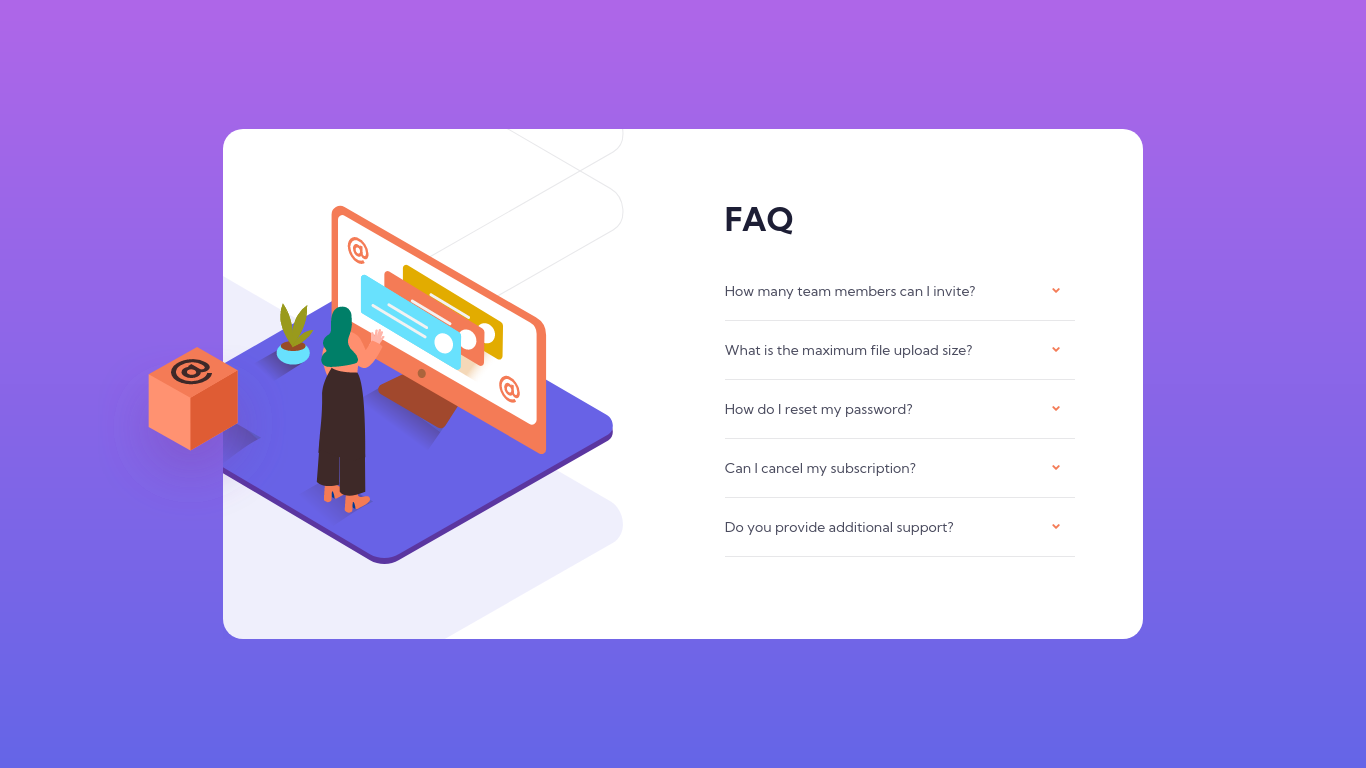 FAQ
How many team members can I invite?
What is the maximum file upload size?
How do I reset my password?
Can I cancel my subscription?
Do you provide additional support?
@
@
@